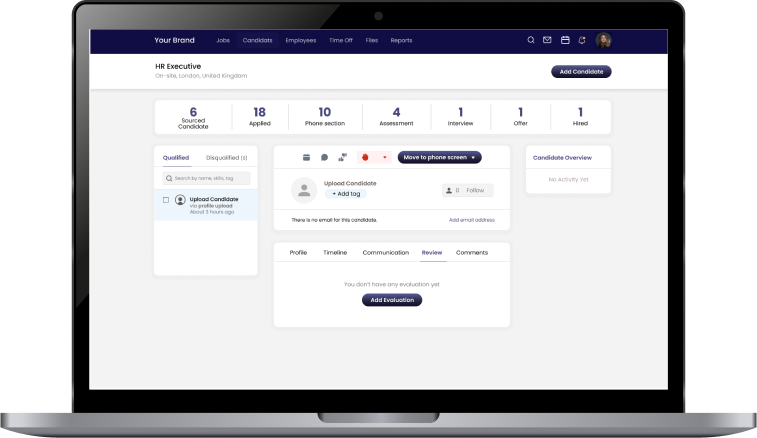 Your Brand Jobs Candidats Employees Time Off Files Reports
HR Executive
On-site, London, United Kingdom
Add Candidate
6 18 10 4 1 1 1
Sourced Candidate Applied Phone section Assessment Interview Offer Hired
Qualified Disqualified (0)
Search by name, skills, tag
Upload Candidate
via profile upload
About 3 hours ago
Move to phone screen
Upload Candidate
+ Add tag
0 Follow
There is no email for this candidate. Add email address
Profile Timeline Communication Review Comments
You don't have any evaluation yet
Add Evaluation
Candidate Overview
No Activity Yet